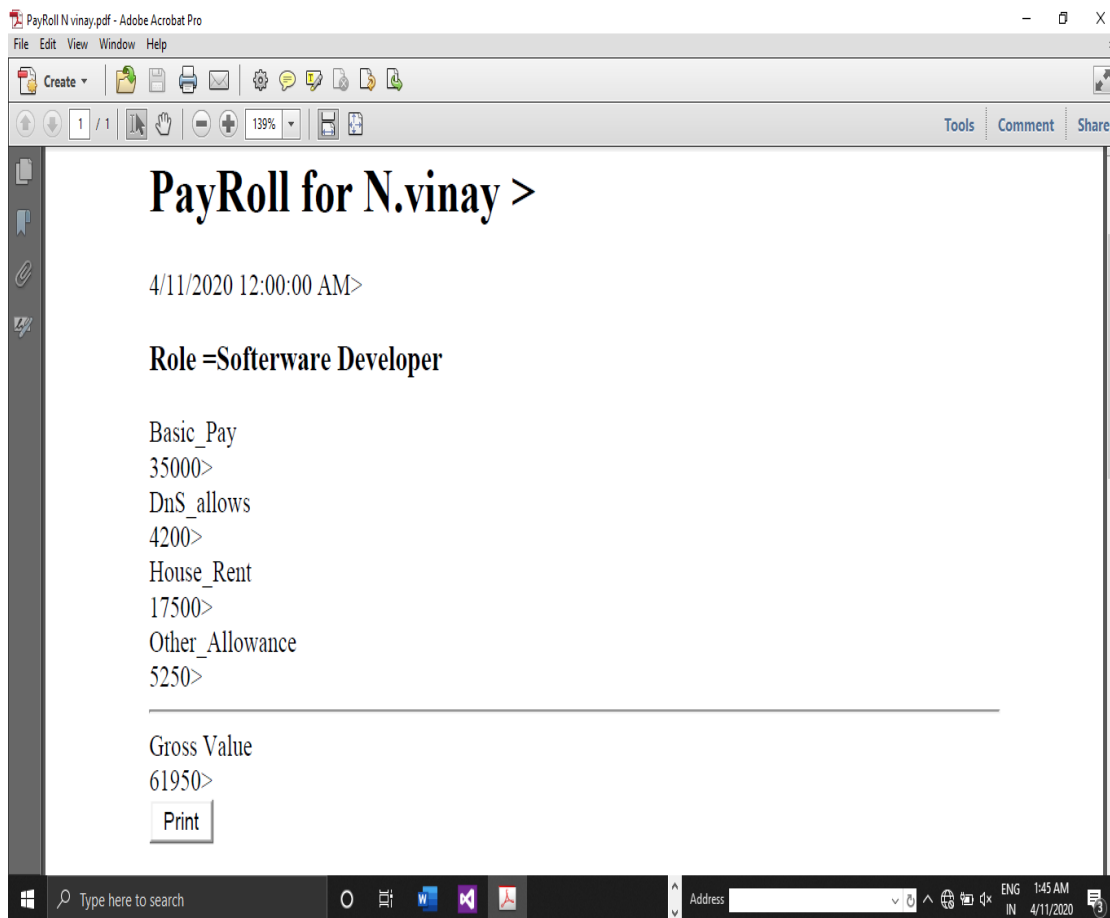 PayRoll N vinay.pdf - Adobe Acrobat Pro
File Edit View Window Help
Create
1 / 1 139% Tools Comment Share
PayRoll for N.vinay >
4/11/2020 12:00:00 AM>
Role =Softerware Developer
Basic_Pay
35000>
DnS_allows
4200>
House_Rent
17500>
Other_Allowance
5250>
Gross Value
61950>
Print
Type here to search Address ENG 1:45 AM
IN 4/11/2020 3